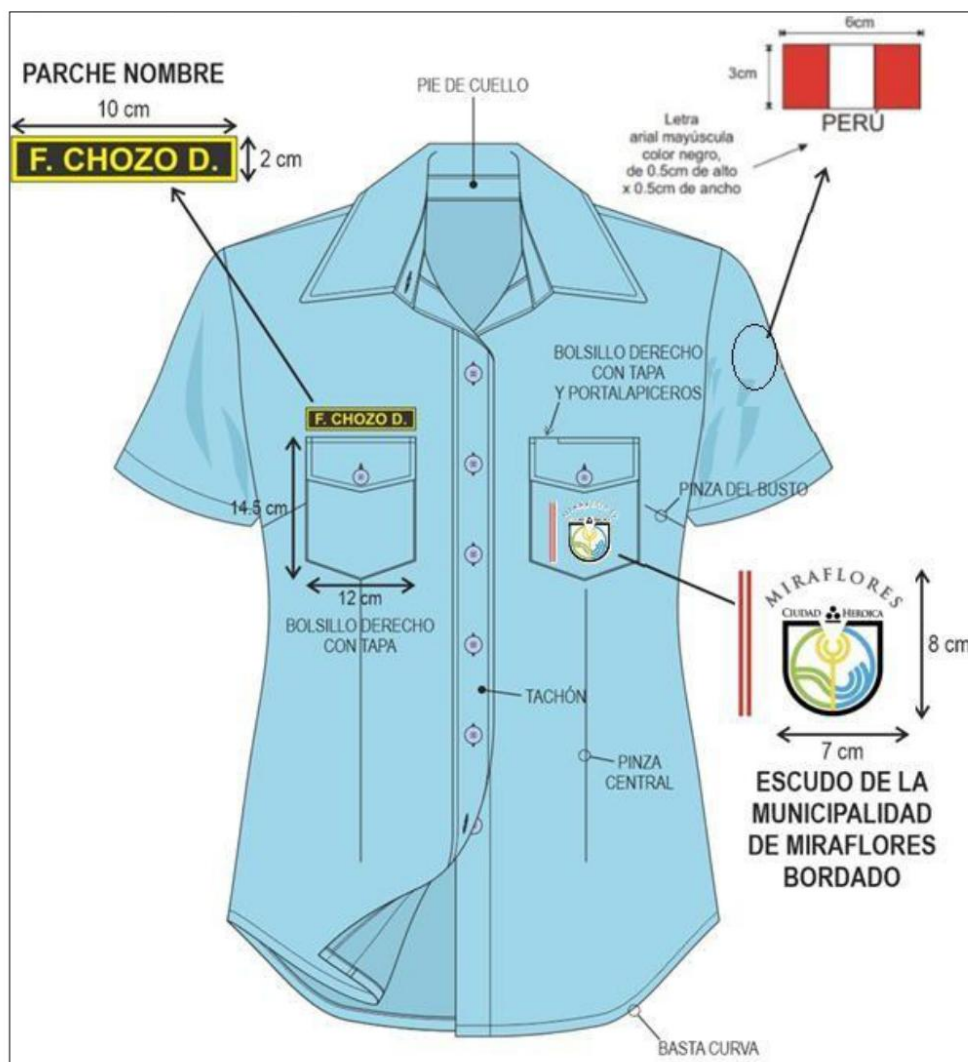 PARCHE NOMBRE
10 cm
F. CHOZO D.
2 cm
PIE DE CUELLO
6cm
3cm
PERÚ
Letra
arial mayúscula
color negro,
de 0.5cm de alto
x 0.5cm de ancho
BOLSILLO DERECHO
CON TAPA
Y PORTALAPICEROS
F. CHOZO D.
14.5 cm
12 cm
BOLSILLO DERECHO
CON TAPA
PINZA DEL BUSTO
MIRAFLORES
MIRAFLORES
CIUDAD HEROICA
8 cm
7 cm
TACHÓN
PINZA
CENTRAL
ESCUDO DE LA
MUNICIPALIDAD
DE MIRAFLORES
BORDADO
BASTA CURVA